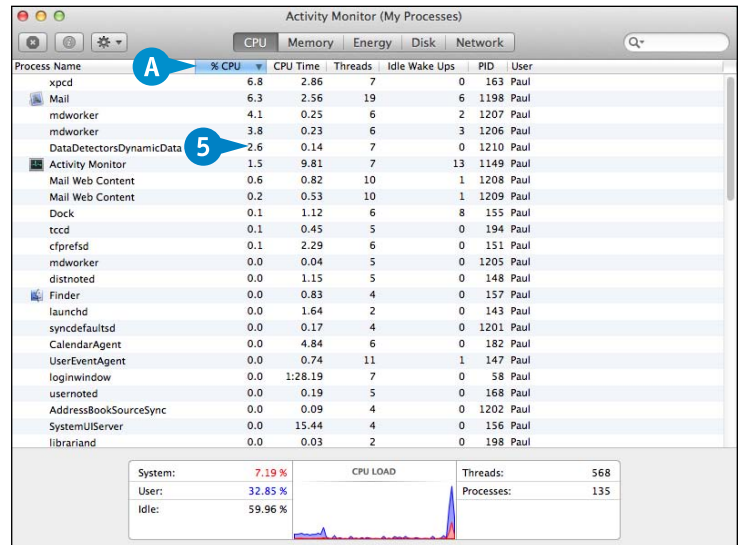 Activity Monitor (My Processes)
CPU Memory Energy Disk Network
Process Name % CPU CPU Time Threads Idle Wake Ups PID User
A
xpcd 6.8 2.86 7 0 163 Paul
Mail 6.3 2.56 19 6 1198 Paul
mdworker 4.1 0.25 6 2 1207 Paul
mdworker 3.8 0.23 6 3 1206 Paul
DataDetectorsDynamicData 5 2.6 0.14 7 0 1210 Paul
Activity Monitor 1.5 9.81 7 13 1149 Paul
Mail Web Content 0.6 0.82 10 1 1208 Paul
Mail Web Content 0.2 0.53 10 1 1209 Paul
Dock 0.1 1.12 6 8 155 Paul
tccd 0.1 0.45 5 0 194 Paul
cfprefsd 0.1 2.29 6 0 151 Paul
mdworker 0.0 0.04 5 0 1205 Paul
distnoted 0.0 1.15 5 0 148 Paul
Finder 0.0 0.83 4 0 157 Paul
launchd 0.0 1.64 2 0 143 Paul
syncdefaultsd 0.0 0.17 4 0 1201 Paul
CalendarAgent 0.0 4.84 6 0 182 Paul
UserEventAgent 0.0 0.74 11 1 147 Paul
loginwindow 0.0 1:28.19 7 0 58 Paul
usernoted 0.0 0.19 5 0 168 Paul
AddressBookSourceSync 0.0 0.09 4 0 1202 Paul
SystemUIServer 0.0 15.44 4 0 156 Paul
librariand 0.0 0.03 2 0 198 Paul
System: 7.19 % CPU LOAD Threads: 568
User: 32.85 % Processes: 135
Idle: 59.96 %